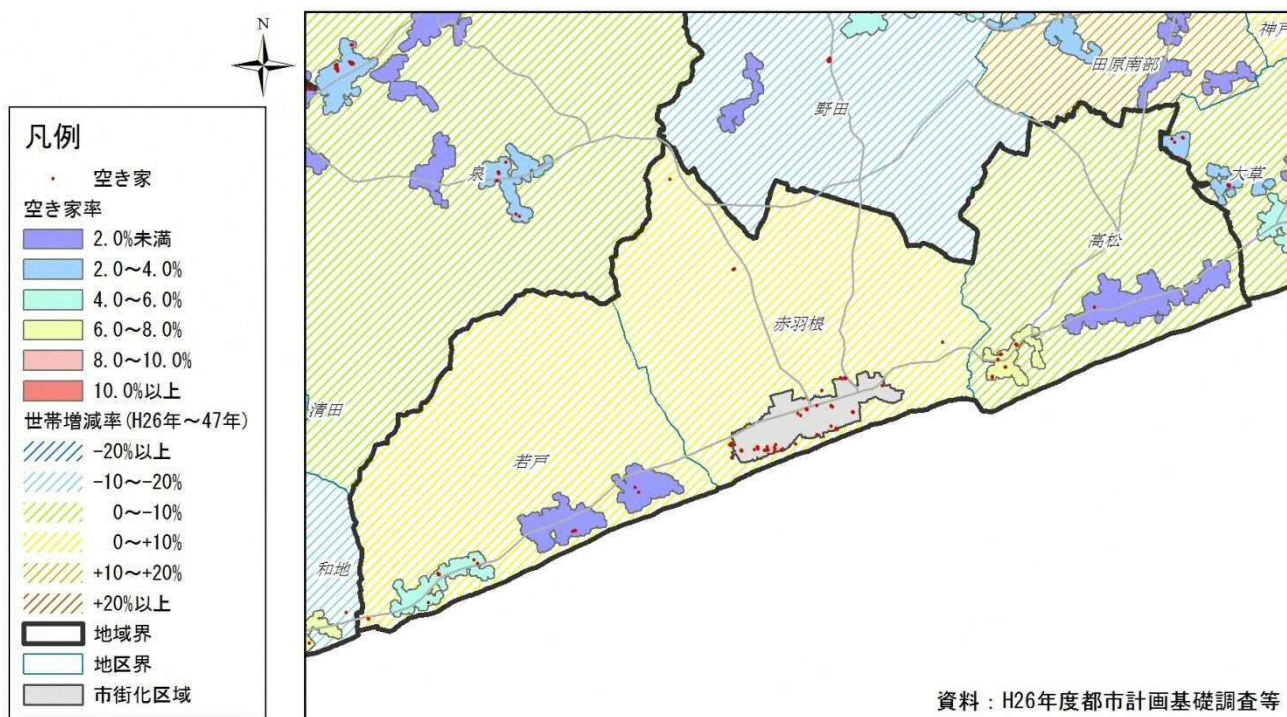 N
凡例
空き家
空き家率
2.0%未満
2.0～4.0%
4.0～6.0%
6.0～8.0%
8.0～10.0%
10.0%以上
世帯増減率(H26年～47年)
-20%以上
-10～-20%
0～-10%
0～+10%
+10～+20%
+20%以上
地域界
地区界
市街化区域
神戸
田原南部
野田
泉
大草
高松
赤羽根
清田
若戸
和地
資料：H26年度都市計画基礎調査等